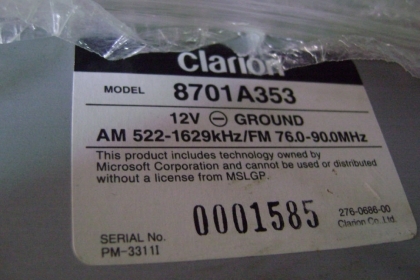 Clarion
MODEL 8701A353
12V ⊖ GROUND
AM 522-1629kHz/FM 76.0-90.0MHz
This product includes technology owned by
Microsoft Corporation and cannot be used or distributed
without a license from MSLGP.
0001585
276-0686-00
SERIAL No. Clarion Co., Ltd.
PM-3311I